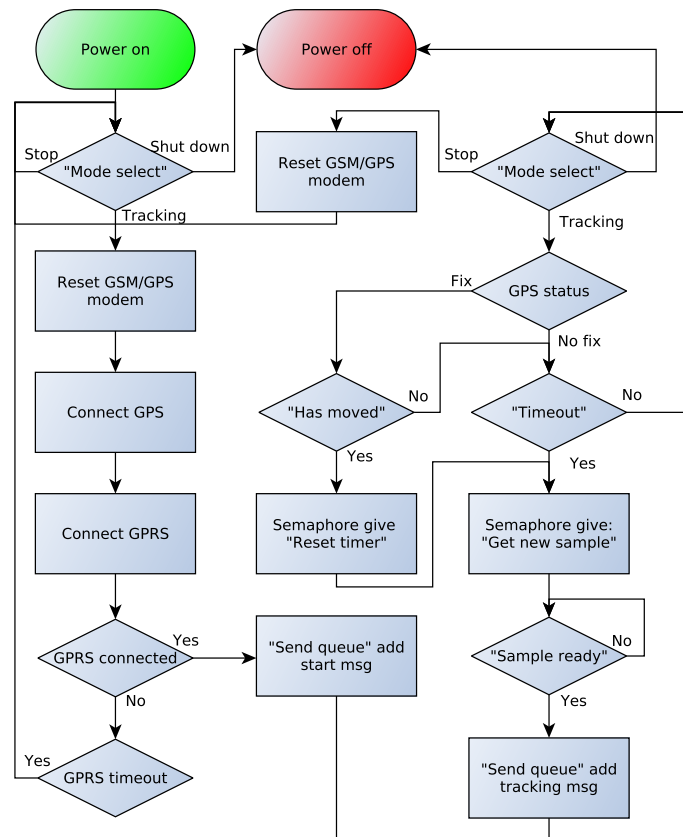 Power on
Power off
Stop
"Mode select"
Shut down
Tracking
Reset GSM/GPS
modem
Stop
"Mode select"
Shut down
Tracking
Reset GSM/GPS
modem
Fix
GPS status
No fix
Connect GPS
"Has moved"
No
Yes
"Timeout"
No
Yes
Connect GPRS
Semaphore give
"Reset timer"
Semaphore give:
"Get new sample"
GPRS connected
Yes
No
"Send queue" add
start msg
"Sample ready"
No
Yes
Yes
GPRS timeout
"Send queue" add
tracking msg